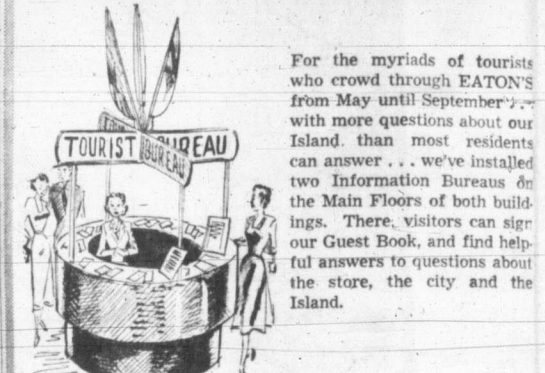 TOURIST BUREAU
BUREAU
For the myriads of tourists
who crowd through EATON'S
from May until September . . .
with more questions about our
Island than most residents
can answer . . . we've installed
two Information Bureaus on
the Main Floors of both build-
ings. There, visitors can sign
our Guest Book, and find help-
ful answers to questions about
the store, the city and the
Island.